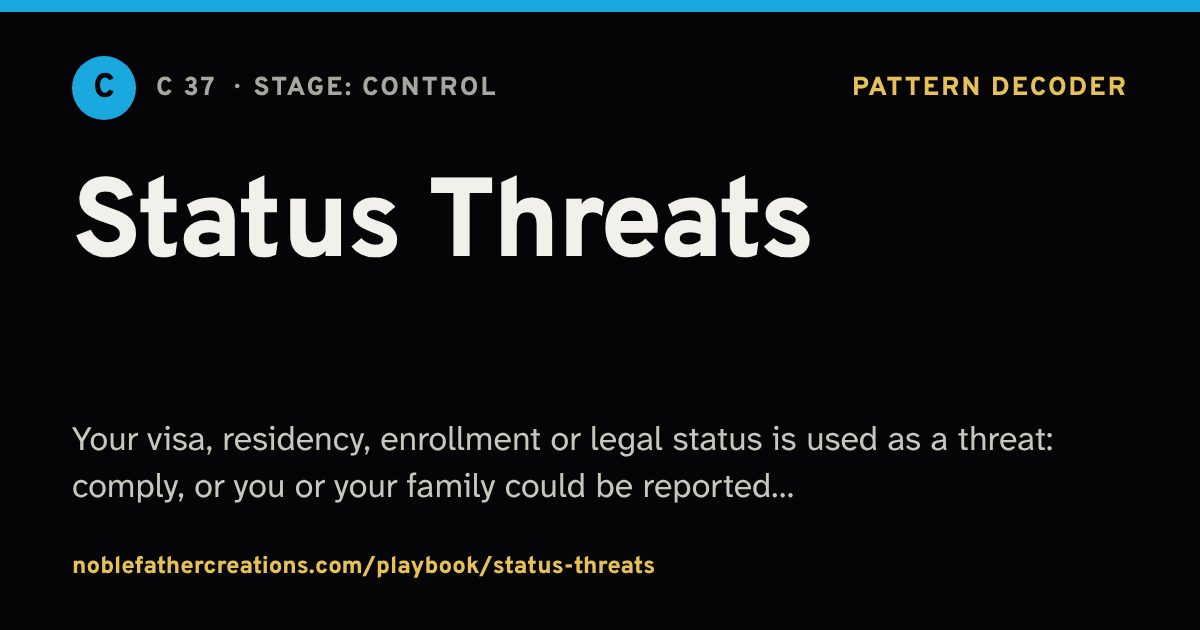 C
C 37 · STAGE: CONTROL
PATTERN DECODER
Status Threats
Your visa, residency, enrollment or legal status is used as a threat:
comply, or you or your family could be reported...
noblefathercreations.com/playbook/status-threats